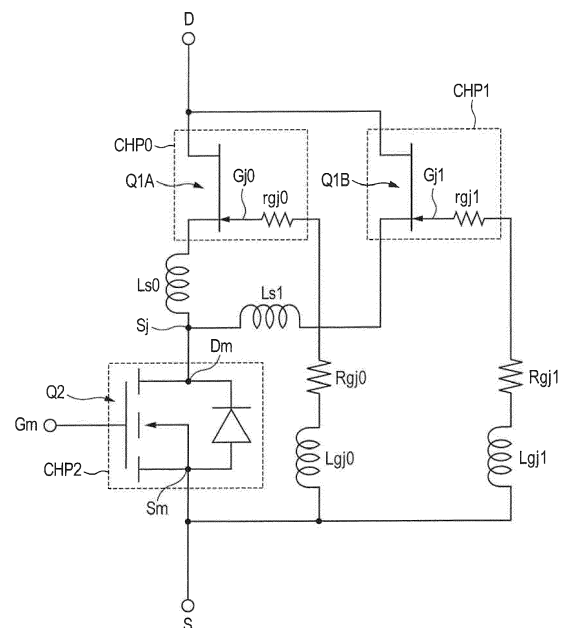 D
CHP1
CHP0
Q1A
Gj0
rgj0
Q1B
Gj1
rgj1
Ls0
Ls1
Sj
Dm
Q2
Rgj0
Rgj1
Gm
Lgj0
Lgj1
CHP2
Sm
S